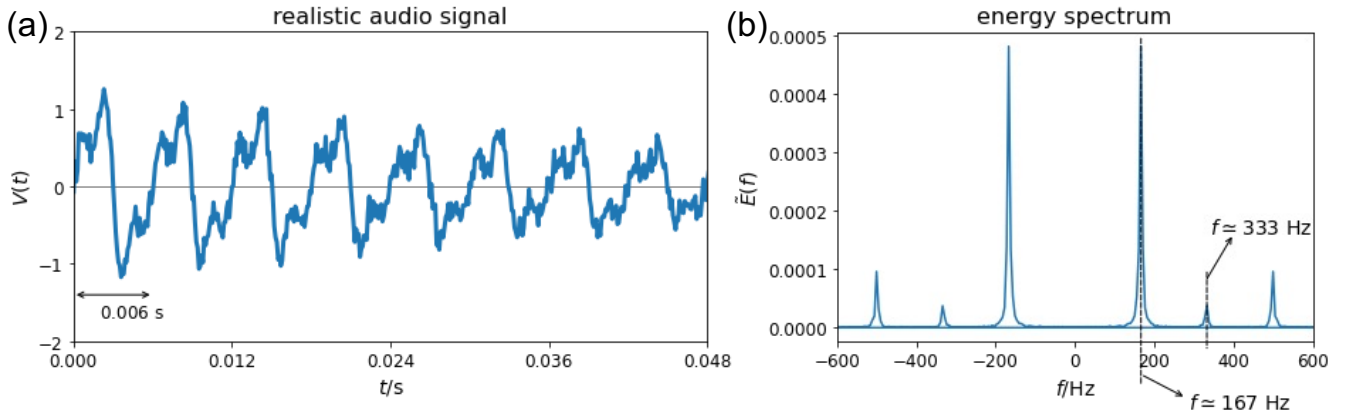 (a)
realistic audio signal
2
1
0
−1
−2
V(t)
0.006 s
0.000
0.012
0.024
0.036
0.048
t/s
(b)
energy spectrum
0.0005
0.0004
0.0003
0.0002
0.0001
0.0000
Ẽ(f)
f ≃ 333 Hz
−600
−400
−200
0
200
400
600
f/Hz
f ≃ 167 Hz